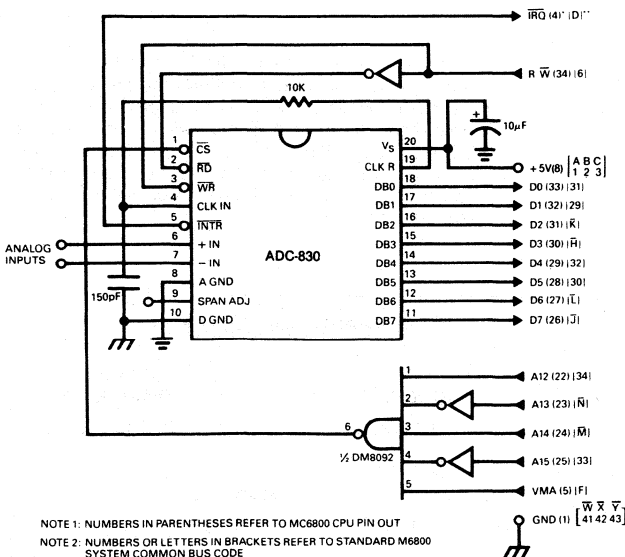 IRQ (4)* |D|**
R W̅ (34) |6|
10K
+
10µF
1 C̅S̅ VS 20
2 R̅D̅ CLK R 19
+5V(8) |A B C
1 2 3|
3 W̅R̅ DB0 18 D0 (33) |31|
4 CLK IN DB1 17 D1 (32) |29|
5 I̅N̅T̅R̅ DB2 16 D2 (31) |K̅|
ANALOG
INPUTS
6 + IN ADC-830 DB3 15 D3 (30) |H̅|
7 – IN DB4 14 D4 (29) |32|
8 A GND DB5 13 D5 (28) |30|
150pF
9 SPAN ADJ DB6 12 D6 (27) |L̅|
10 D GND DB7 11 D7 (26) |J̅|
1 A12 (22) |34|
2 A13 (23) |N̅|
6 3 A14 (24) |M̅|
½ DM8092
4 A15 (25) |33|
5 VMA (5) |F|
GND (1) [W̅ X̅ Y̅
41 42 43]
NOTE 1: NUMBERS IN PARENTHESES REFER TO MC6800 CPU PIN OUT
NOTE 2: NUMBERS OR LETTERS IN BRACKETS REFER TO STANDARD M6800
SYSTEM COMMON BUS CODE